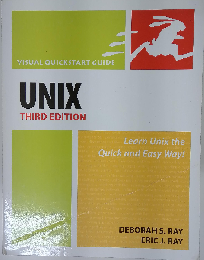 VISUAL QUICKSTART GUIDE
UNIX
THIRD EDITION
Learn Unix the
Quick and Easy Way!
DEBORAH S. RAY
ERIC J. RAY